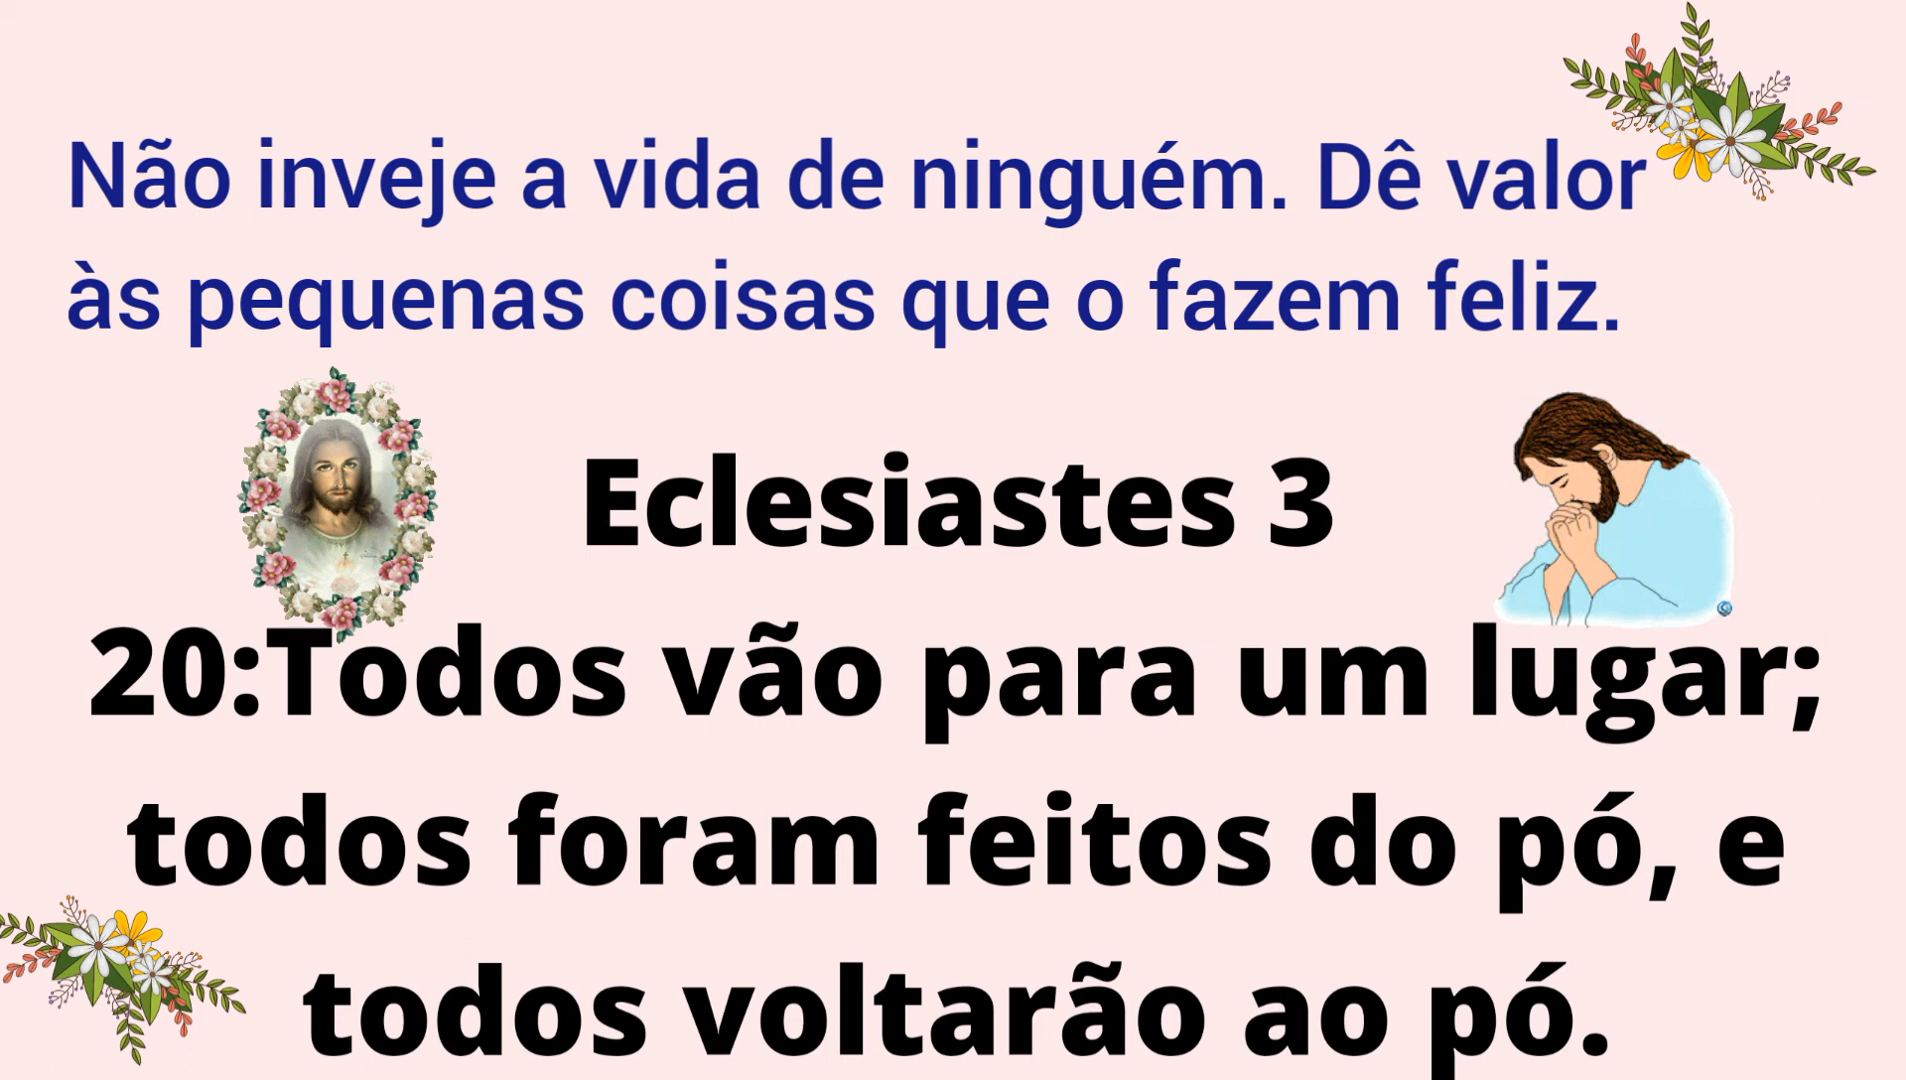 Não inveje a vida de ninguém. Dê valor
às pequenas coisas que o fazem feliz.
Eclesiastes 3
20:Todos vão para um lugar;
todos foram feitos do pó, e
todos voltarão ao pó.